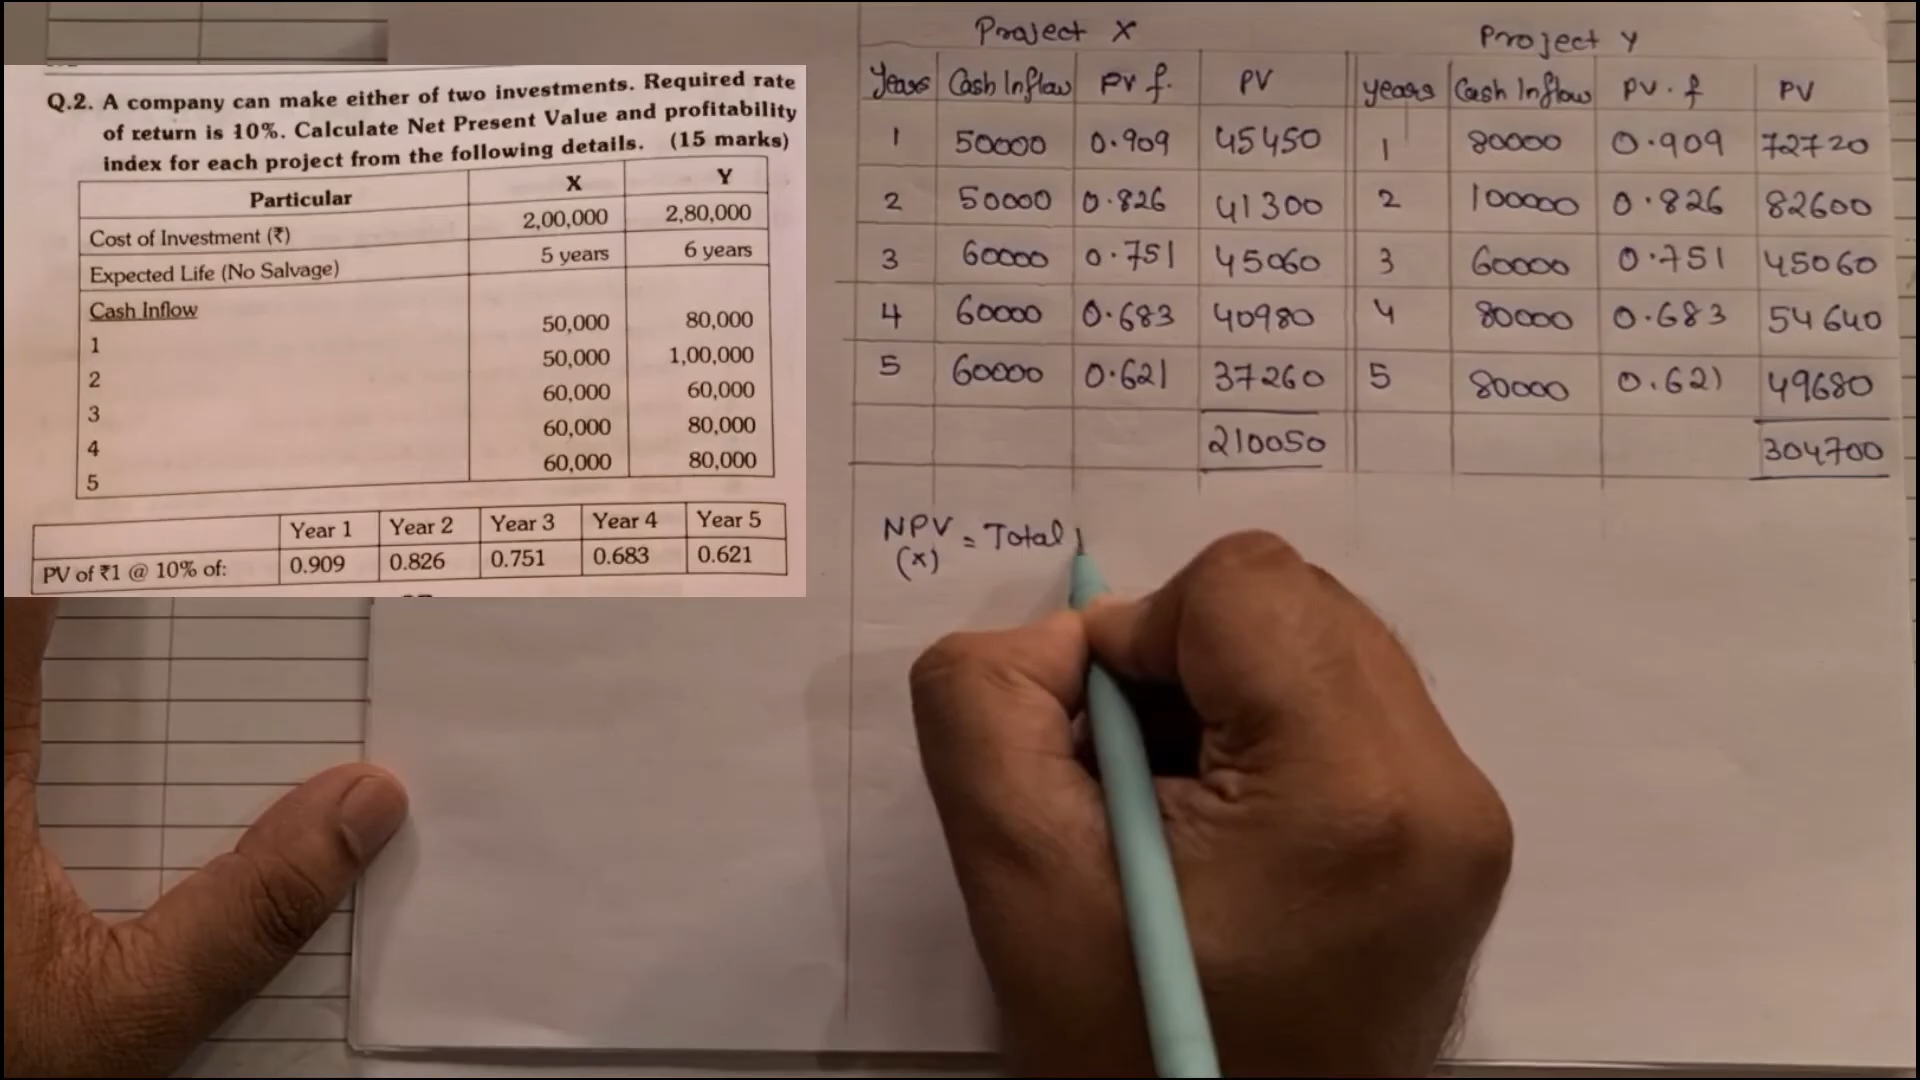 Q.2. A company can make either of two investments. Required rate
of return is 10%. Calculate Net Present Value and profitability
index for each project from the following details. (15 marks)
Particular X Y
Cost of Investment (₹) 2,00,000 2,80,000
Expected Life (No Salvage) 5 years 6 years
Cash Inflow
1 50,000 80,000
2 50,000 1,00,000
3 60,000 60,000
4 60,000 80,000
5 60,000 80,000
Year 1 Year 2 Year 3 Year 4 Year 5
PV of ₹1 @ 10% of: 0.909 0.826 0.751 0.683 0.621
Project X Project Y
Years Cash Inflow PV f. PV years Cash Inflow PV.f PV
1 50000 0.909 45450 1 80000 0.909 72720
2 50000 0.826 41300 2 100000 0.826 82600
3 60000 0.751 45060 3 60000 0.751 45060
4 60000 0.683 40980 4 80000 0.683 54640
5 60000 0.621 37260 5 80000 0.621 49680
210050 304700
NPV = Total
(x)